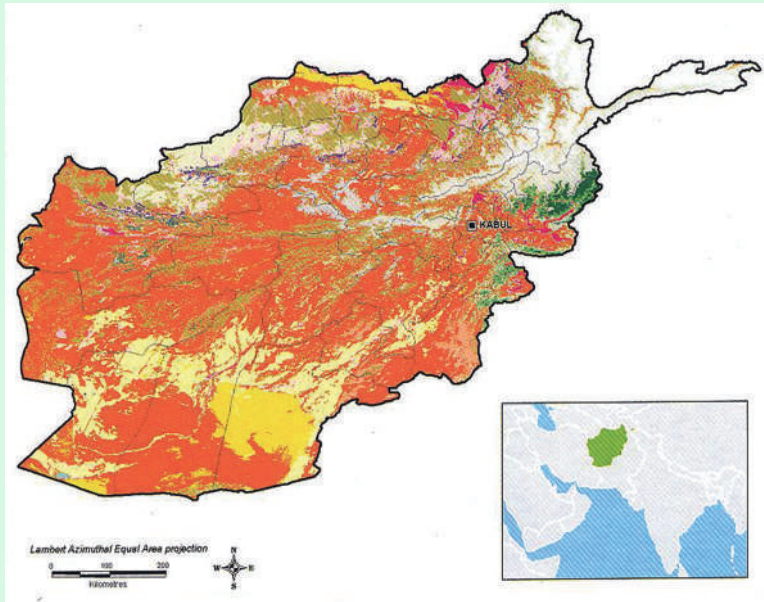 KABUL
Lambert Azimuthal Equal Area projection
N
W E
S
0 100 200
Kilometres